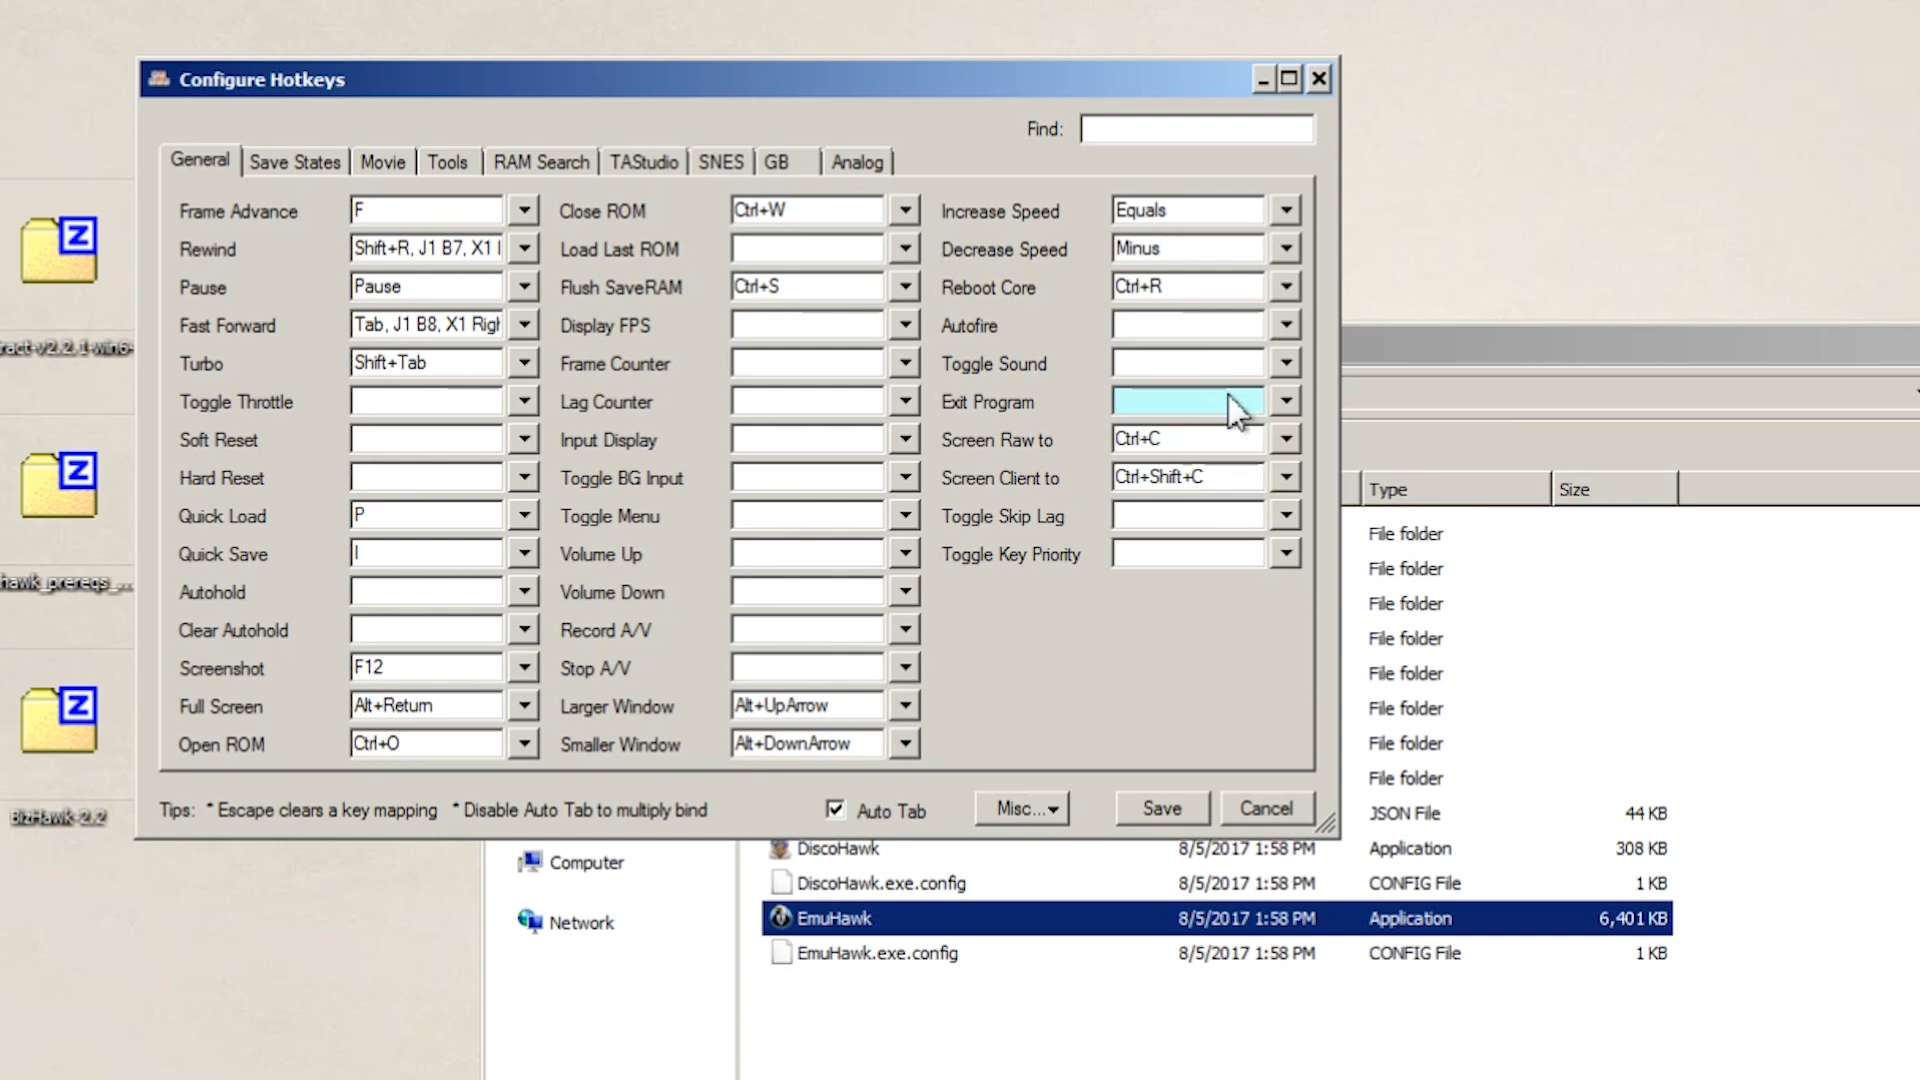 Configure Hotkeys
Find:
General Save States Movie Tools RAM Search TAStudio SNES GB Analog
Frame Advance F Close ROM Ctrl+W Increase Speed Equals
Rewind Shift+R, J1 B7, X1 Load Last ROM Decrease Speed Minus
Pause Pause Flush SaveRAM Ctrl+S Reboot Core Ctrl+R
Fast Forward Tab, J1 B8, X1 Righ Display FPS Autofire
Turbo Shift+Tab Frame Counter Toggle Sound
Toggle Throttle Lag Counter Exit Program
Soft Reset Input Display Screen Raw to Ctrl+C
Hard Reset Toggle BG Input Screen Client to Ctrl+Shift+C
Quick Load P Toggle Menu Toggle Skip Lag
Quick Save I Volume Up Toggle Key Priority
Autohold Volume Down
Clear Autohold Record A/V
Screenshot F12 Stop A/V
Full Screen Alt+Return Larger Window Alt+UpArrow
Open ROM Ctrl+O Smaller Window Alt+DownArrow
Tips: * Escape clears a key mapping * Disable Auto Tab to multiply bind Auto Tab Misc... Save Cancel
ract-v2.2.1-win6-
hawk_prereqs_...
BizHawk-2.2
Type Size
File folder
File folder
File folder
File folder
File folder
File folder
File folder
File folder
JSON File 44 KB
Computer
Network
DiscoHawk 8/5/2017 1:58 PM Application 308 KB
DiscoHawk.exe.config 8/5/2017 1:58 PM CONFIG File 1 KB
EmuHawk 8/5/2017 1:58 PM Application 6,401 KB
EmuHawk.exe.config 8/5/2017 1:58 PM CONFIG File 1 KB